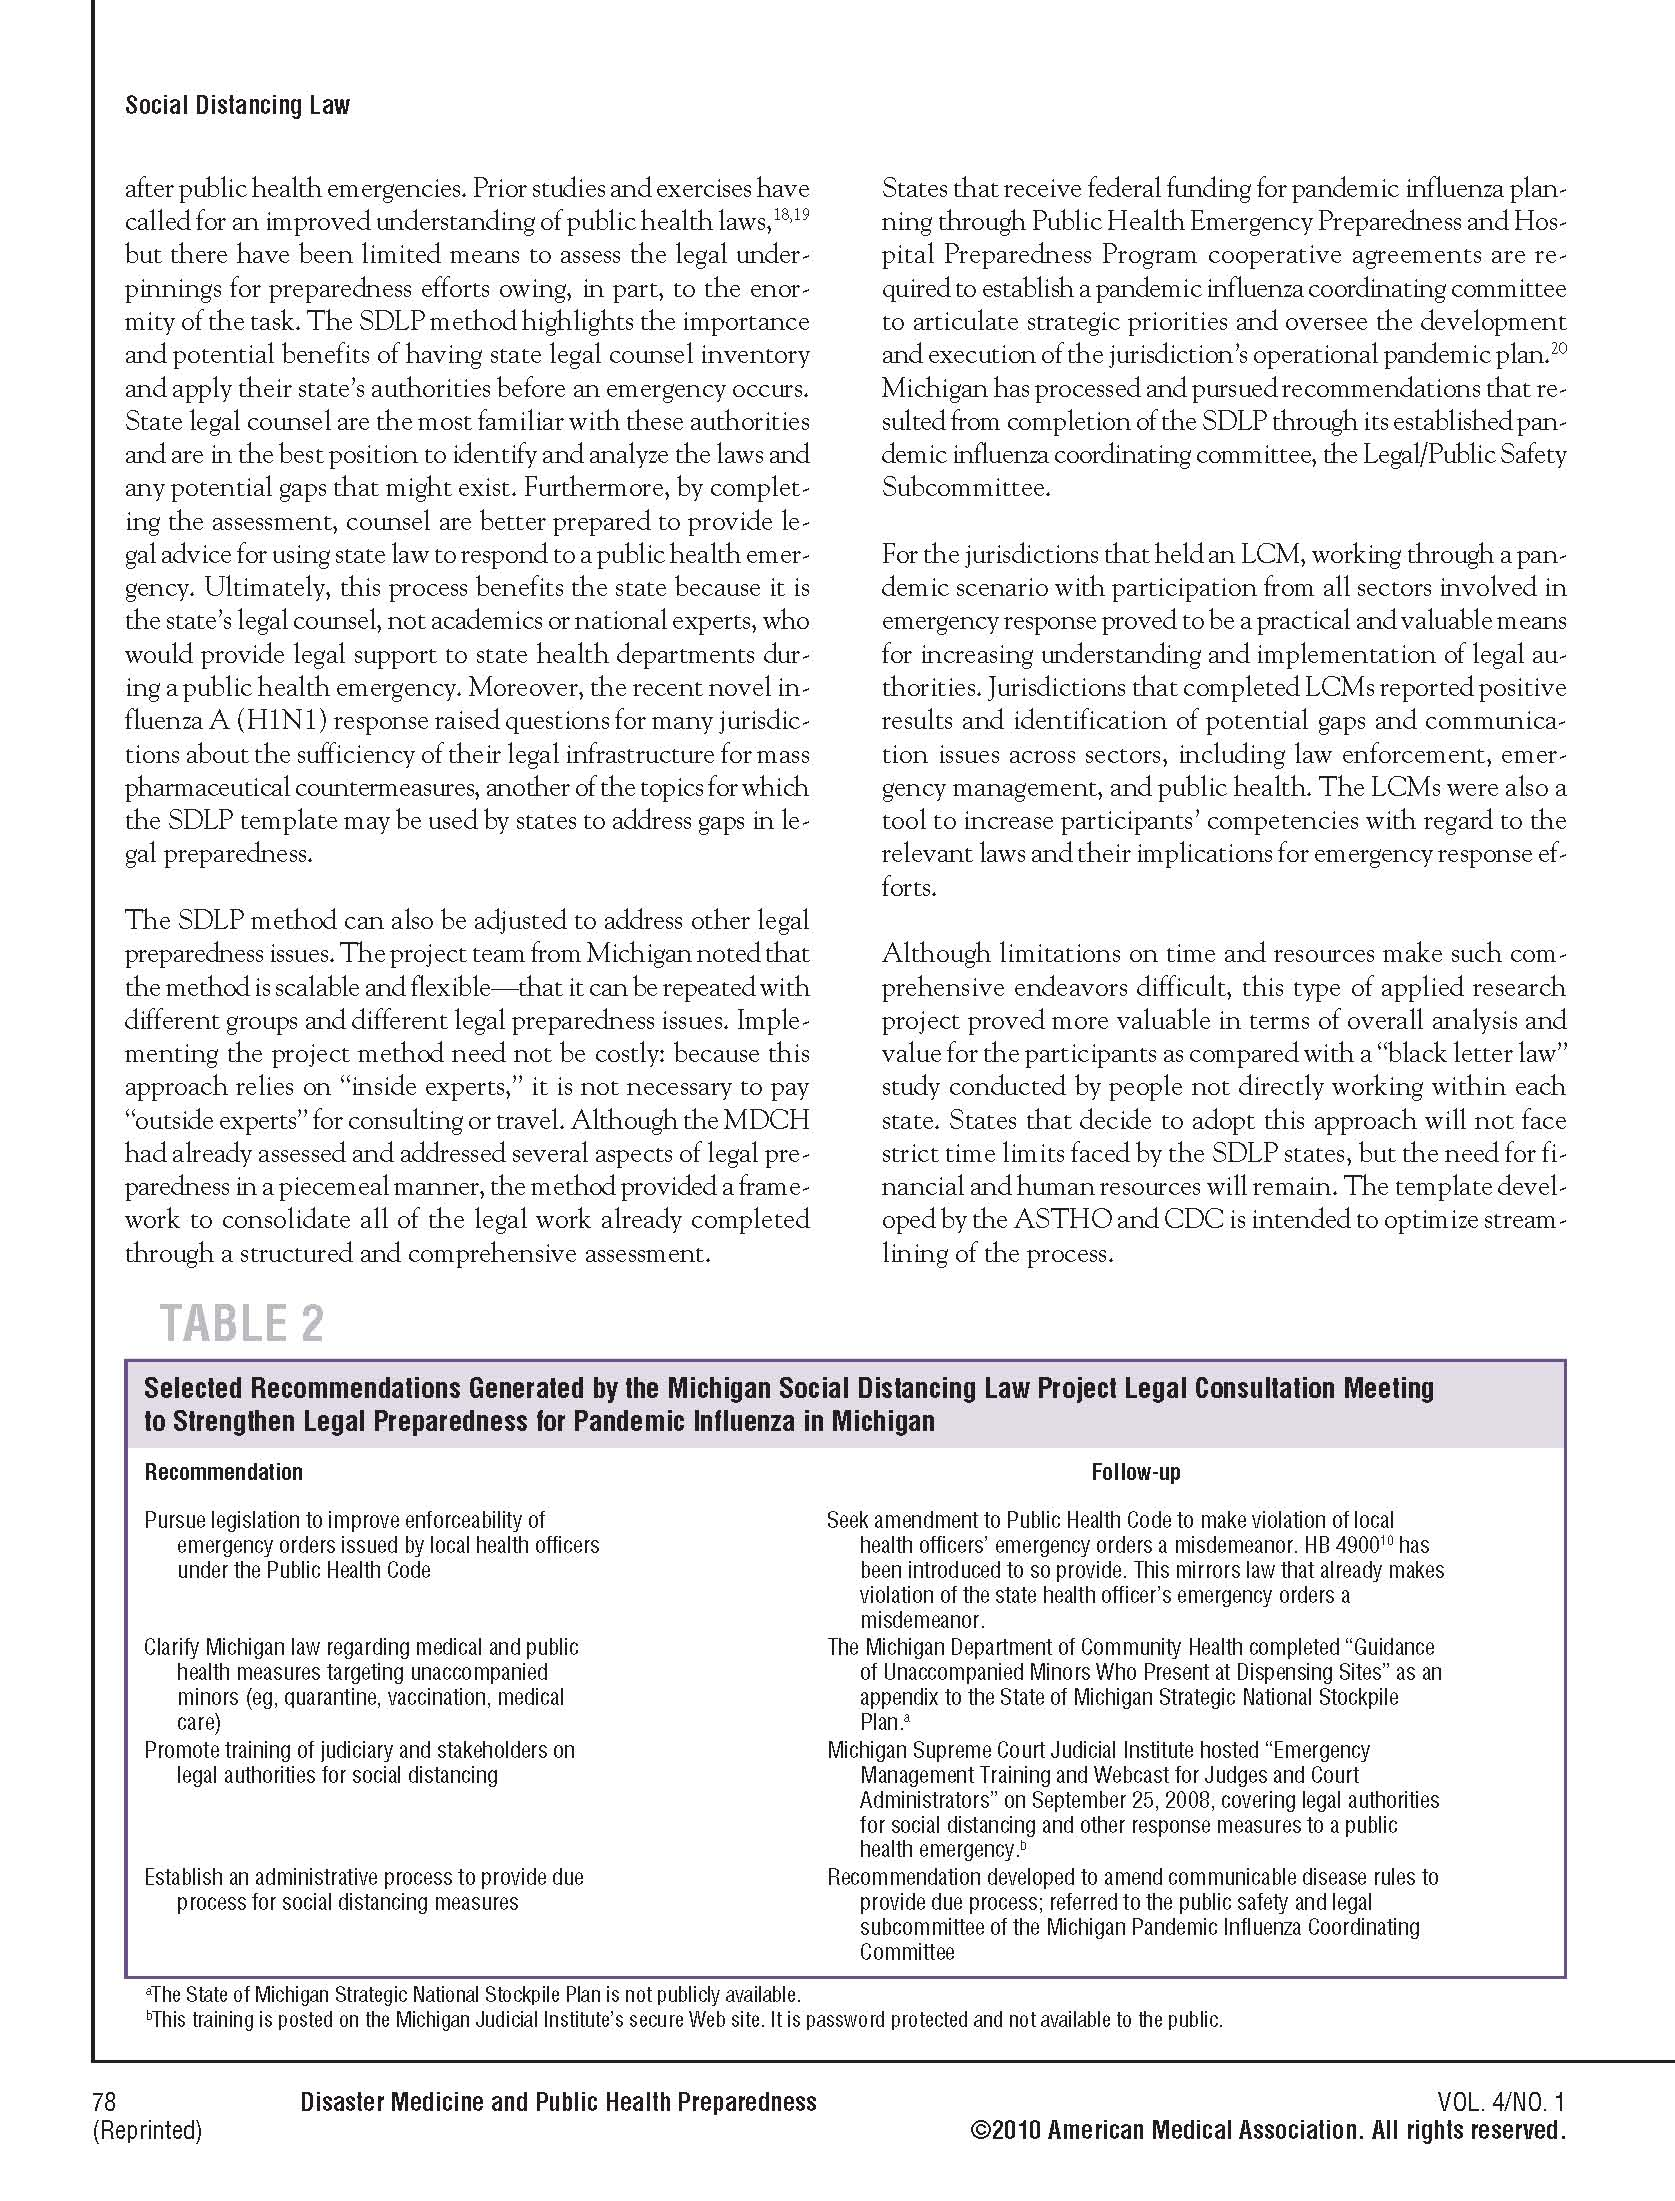 Social Distancing Law
after public health emergencies. Prior studies and exercises have
called for an improved understanding of public health laws,18,19
but there have been limited means to assess the legal under-
pinnings for preparedness efforts owing, in part, to the enor-
mity of the task. The SDLP method highlights the importance
and potential benefits of having state legal counsel inventory
and apply their state's authorities before an emergency occurs.
State legal counsel are the most familiar with these authorities
and are in the best position to identify and analyze the laws and
any potential gaps that might exist. Furthermore, by complet-
ing the assessment, counsel are better prepared to provide le-
gal advice for using state law to respond to a public health emer-
gency. Ultimately, this process benefits the state because it is
the state's legal counsel, not academics or national experts, who
would provide legal support to state health departments dur-
ing a public health emergency. Moreover, the recent novel in-
fluenza A (H1N1) response raised questions for many jurisdic-
tions about the sufficiency of their legal infrastructure for mass
pharmaceutical countermeasures, another of the topics for which
the SDLP template may be used by states to address gaps in le-
gal preparedness.
The SDLP method can also be adjusted to address other legal
preparedness issues. The project team from Michigan noted that
the method is scalable and flexible—that it can be repeated with
different groups and different legal preparedness issues. Imple-
menting the project method need not be costly: because this
approach relies on “inside experts,” it is not necessary to pay
“outside experts” for consulting or travel. Although the MDCH
had already assessed and addressed several aspects of legal pre-
paredness in a piecemeal manner, the method provided a frame-
work to consolidate all of the legal work already completed
through a structured and comprehensive assessment.
States that receive federal funding for pandemic influenza plan-
ning through Public Health Emergency Preparedness and Hos-
pital Preparedness Program cooperative agreements are re-
quired to establish a pandemic influenza coordinating committee
to articulate strategic priorities and oversee the development
and execution of the jurisdiction's operational pandemic plan.20
Michigan has processed and pursued recommendations that re-
sulted from completion of the SDLP through its established pan-
demic influenza coordinating committee, the Legal/Public Safety
Subcommittee.
For the jurisdictions that held an LCM, working through a pan-
demic scenario with participation from all sectors involved in
emergency response proved to be a practical and valuable means
for increasing understanding and implementation of legal au-
thorities. Jurisdictions that completed LCMs reported positive
results and identification of potential gaps and communica-
tion issues across sectors, including law enforcement, emer-
gency management, and public health. The LCMs were also a
tool to increase participants' competencies with regard to the
relevant laws and their implications for emergency response ef-
forts.
Although limitations on time and resources make such com-
prehensive endeavors difficult, this type of applied research
project proved more valuable in terms of overall analysis and
value for the participants as compared with a “black letter law”
study conducted by people not directly working within each
state. States that decide to adopt this approach will not face
strict time limits faced by the SDLP states, but the need for fi-
nancial and human resources will remain. The template devel-
oped by the ASTHO and CDC is intended to optimize stream-
lining of the process.
TABLE 2
Selected Recommendations Generated by the Michigan Social Distancing Law Project Legal Consultation Meeting
to Strengthen Legal Preparedness for Pandemic Influenza in Michigan
Recommendation
Follow-up
Pursue legislation to improve enforceability of
emergency orders issued by local health officers
under the Public Health Code
Seek amendment to Public Health Code to make violation of local
health officers' emergency orders a misdemeanor. HB 490010 has
been introduced to so provide. This mirrors law that already makes
violation of the state health officer's emergency orders a
misdemeanor.
Clarify Michigan law regarding medical and public
health measures targeting unaccompanied
minors (eg, quarantine, vaccination, medical
care)
The Michigan Department of Community Health completed “Guidance
of Unaccompanied Minors Who Present at Dispensing Sites” as an
appendix to the State of Michigan Strategic National Stockpile
Plan.a
Promote training of judiciary and stakeholders on
legal authorities for social distancing
Michigan Supreme Court Judicial Institute hosted “Emergency
Management Training and Webcast for Judges and Court
Administrators” on September 25, 2008, covering legal authorities
for social distancing and other response measures to a public
health emergency.b
Establish an administrative process to provide due
process for social distancing measures
Recommendation developed to amend communicable disease rules to
provide due process; referred to the public safety and legal
subcommittee of the Michigan Pandemic Influenza Coordinating
Committee
aThe State of Michigan Strategic National Stockpile Plan is not publicly available.
bThis training is posted on the Michigan Judicial Institute's secure Web site. It is password protected and not available to the public.
78
(Reprinted)
Disaster Medicine and Public Health Preparedness
VOL. 4/NO. 1
©2010 American Medical Association. All rights reserved.